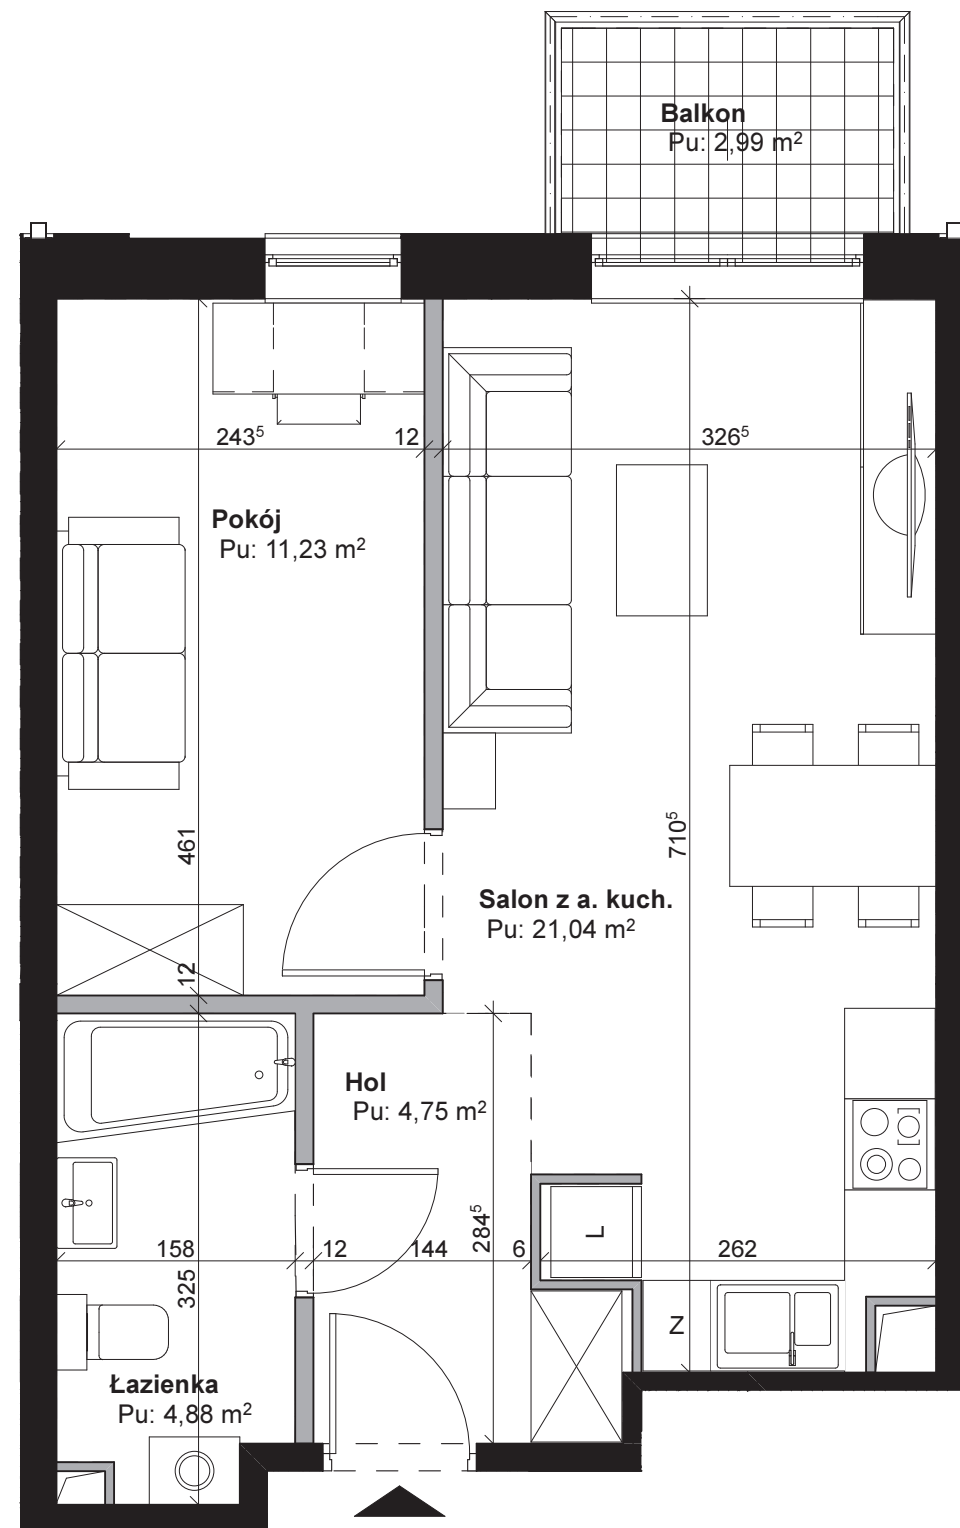 Balkon
Pu: 2,99 m²
243⁵
12
326⁵
Pokój
Pu: 11,23 m²
461
710⁵
Salon z a. kuch.
Pu: 21,04 m²
12
Hol
Pu: 4,75 m²
284⁵
L
158
12
144
6
262
325
Z
Łazienka
Pu: 4,88 m²